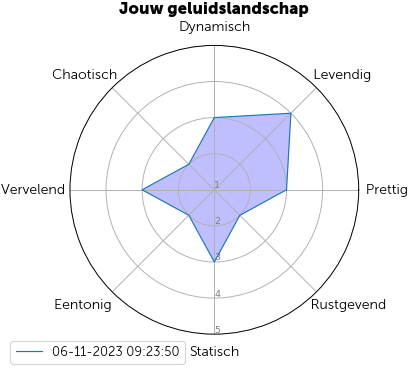 Jouw geluidslandschap
Dynamisch
Chaotisch
Levendig
Vervelend
Prettig
1
2
3
4
5
Eentonig
Rustgevend
06-11-2023 09:23:50
Statisch